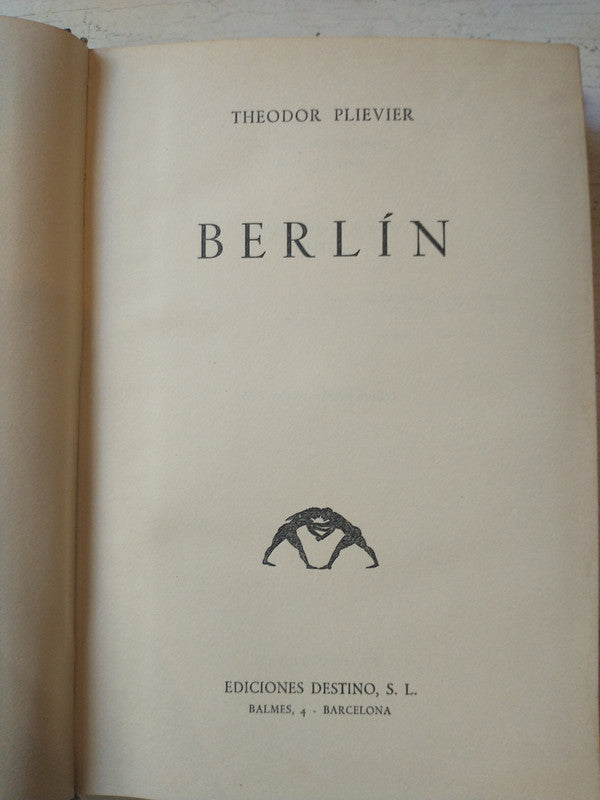 THEODOR PLIEVIER
BERLÍN
EDICIONES DESTINO, S. L.
BALMES, 4 - BARCELONA